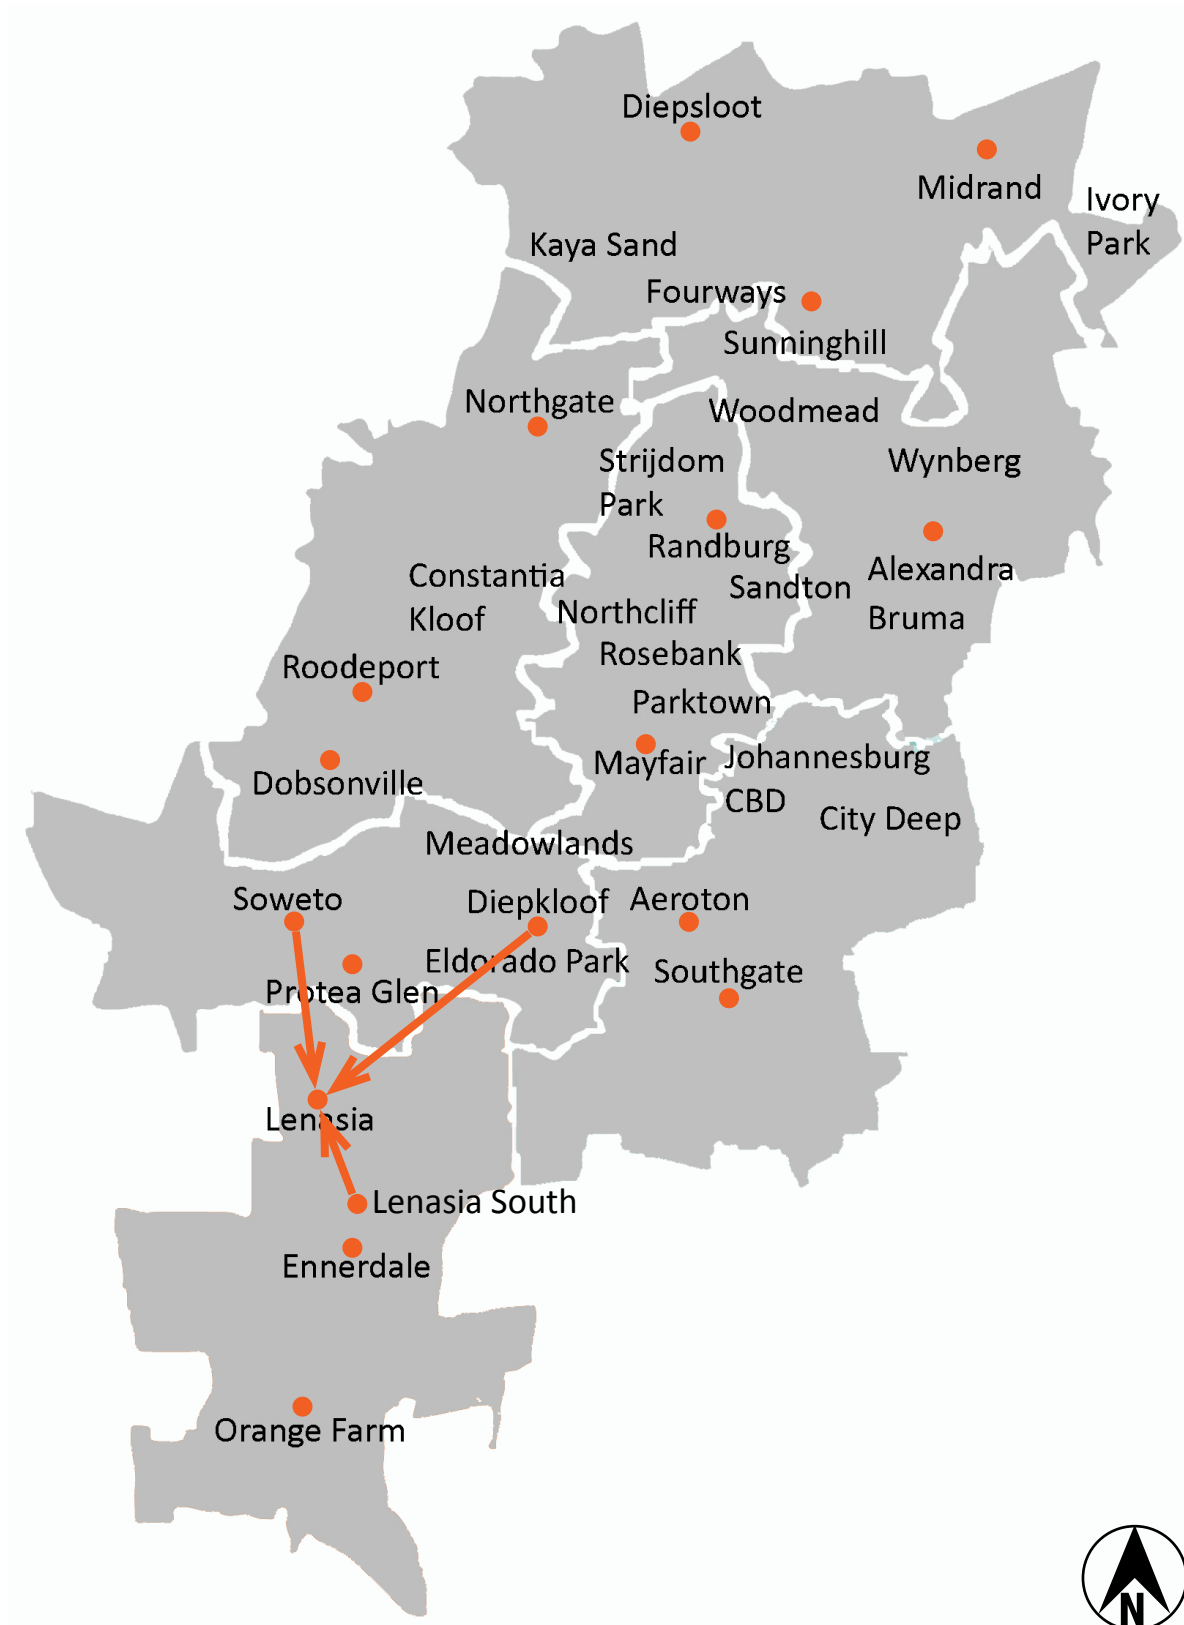 Diepsloot
Midrand
Ivory
Park
Kaya Sand
Fourways
Sunninghill
Northgate
Woodmead
Strijdom
Park
Wynberg
Randburg
Constantia
Kloof
Sandton
Alexandra
Northcliff
Bruma
Rosebank
Roodeport
Parktown
Mayfair
Johannesburg
CBD
Dobsonville
City Deep
Meadowlands
Soweto
Diepkloof
Aeroton
Eldorado Park
Southgate
Protea Glen
Lenasia
Lenasia South
Ennerdale
Orange Farm
N